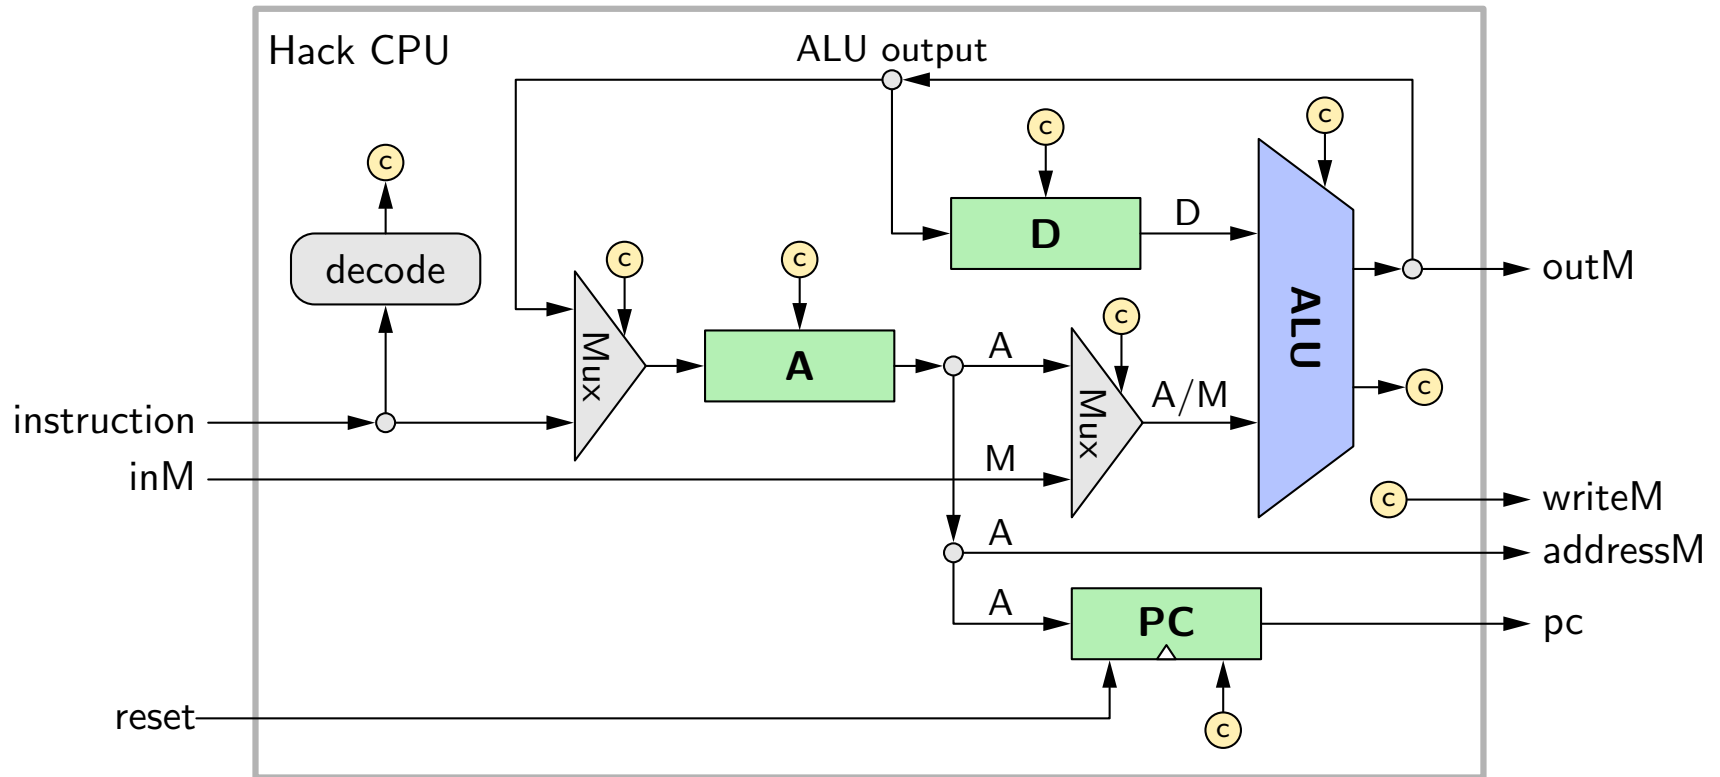 Hack CPU
ALU output
c
c
c
D
D
decode
c
c
outM
c
ALU
Mux
A
A
Mux
A/M
c
instruction
inM
M
c
writeM
A
addressM
A
PC
pc
reset
c